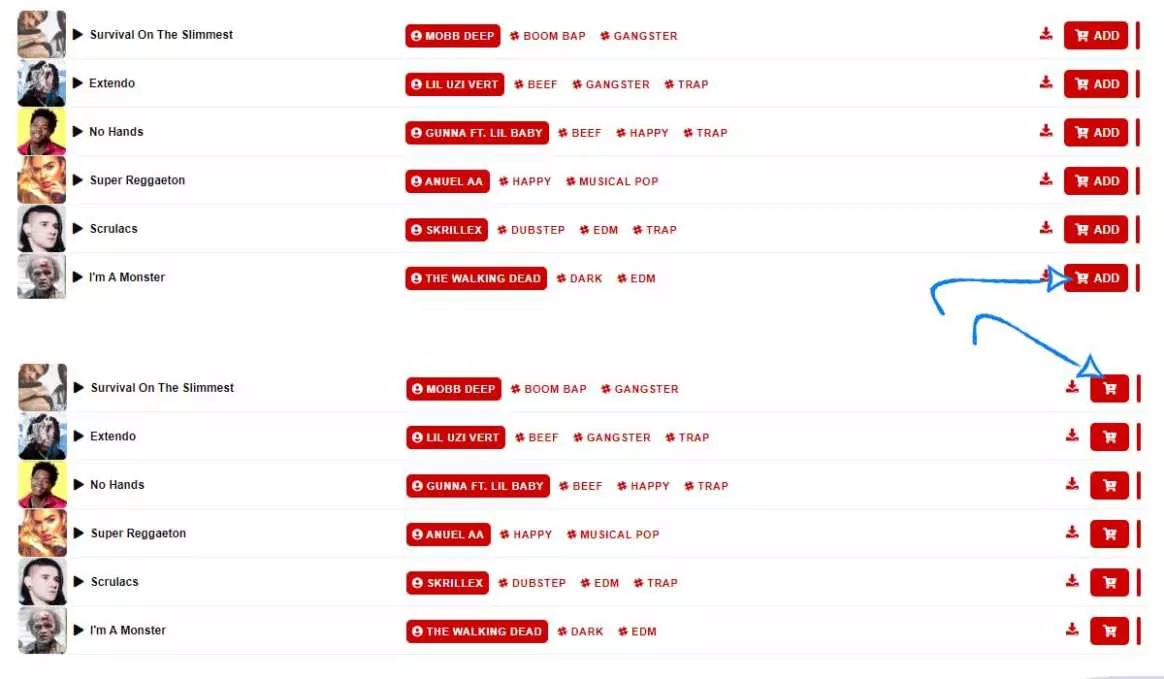 Survival On The Slimmest MOBB DEEP BOOM BAP GANGSTER ADD
Extendo LIL UZI VERT BEEF GANGSTER TRAP ADD
No Hands GUNNA FT. LIL BABY BEEF HAPPY TRAP ADD
Super Reggaeton ANUEL AA HAPPY MUSICAL POP ADD
Scrulacs SKRILLEX DUBSTEP EDM TRAP ADD
I'm A Monster THE WALKING DEAD DARK EDM ADD
Survival On The Slimmest MOBB DEEP BOOM BAP GANGSTER
Extendo LIL UZI VERT BEEF GANGSTER TRAP
No Hands GUNNA FT. LIL BABY BEEF HAPPY TRAP
Super Reggaeton ANUEL AA HAPPY MUSICAL POP
Scrulacs SKRILLEX DUBSTEP EDM TRAP
I'm A Monster THE WALKING DEAD DARK EDM